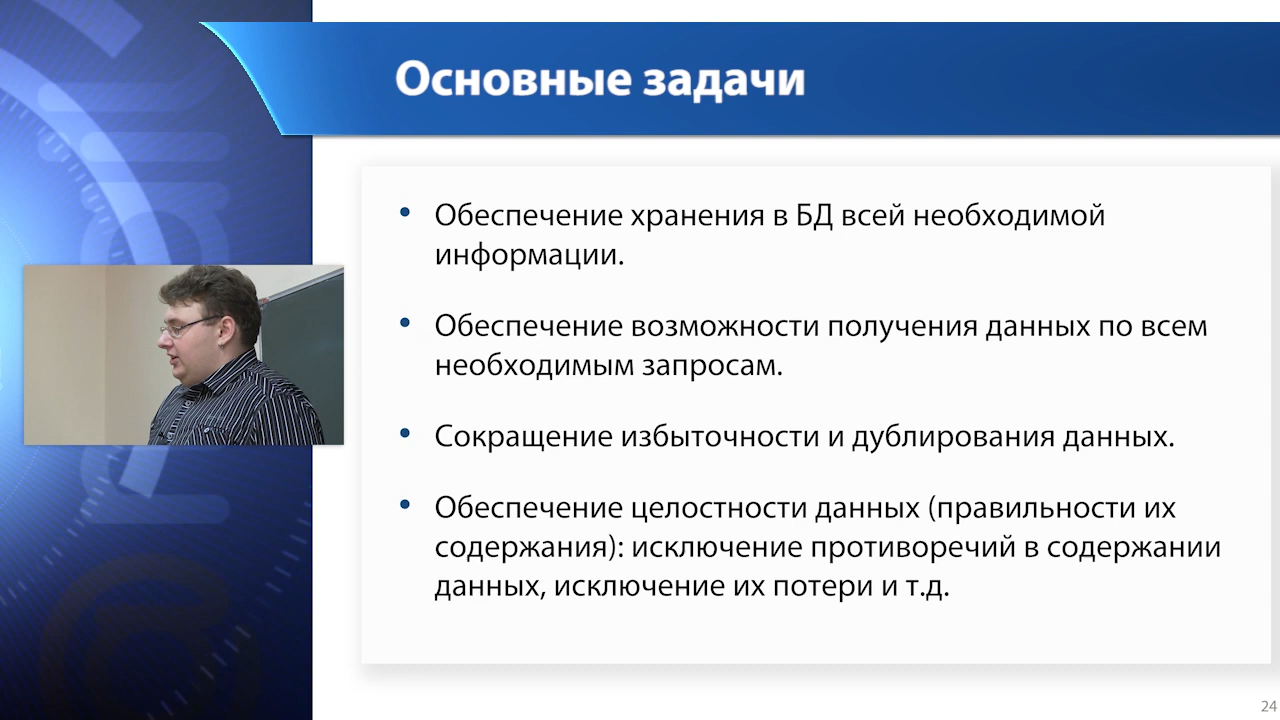 Основные задачи
• Обеспечение хранения в БД всей необходимой
информации.
• Обеспечение возможности получения данных по всем
необходимым запросам.
• Сокращение избыточности и дублирования данных.
• Обеспечение целостности данных (правильности их
содержания): исключение противоречий в содержании
данных, исключение их потери и т.д.
24